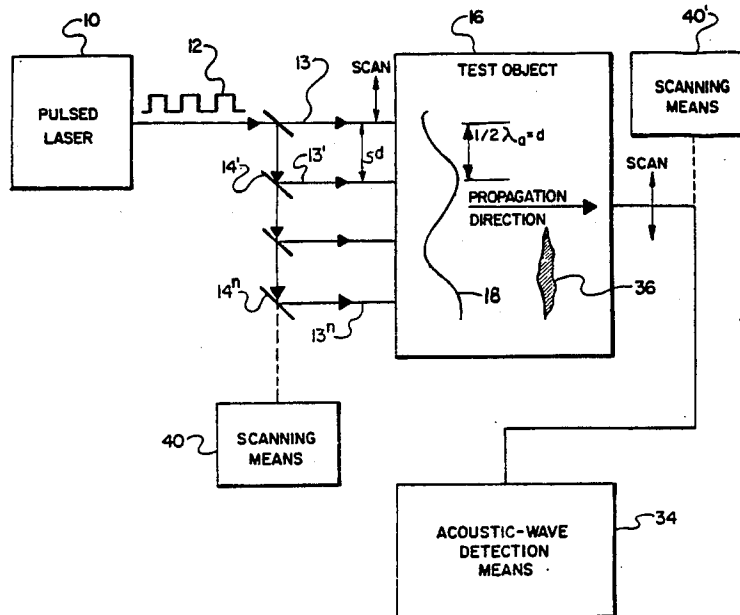 10
PULSED
LASER
12
13
SCAN
d
13'
14'
14ⁿ
13ⁿ
40
SCANNING
MEANS
16
TEST OBJECT
1/2 λa=d
PROPAGATION
DIRECTION
18
36
40'
SCANNING
MEANS
SCAN
ACOUSTIC-WAVE
DETECTION
MEANS
34